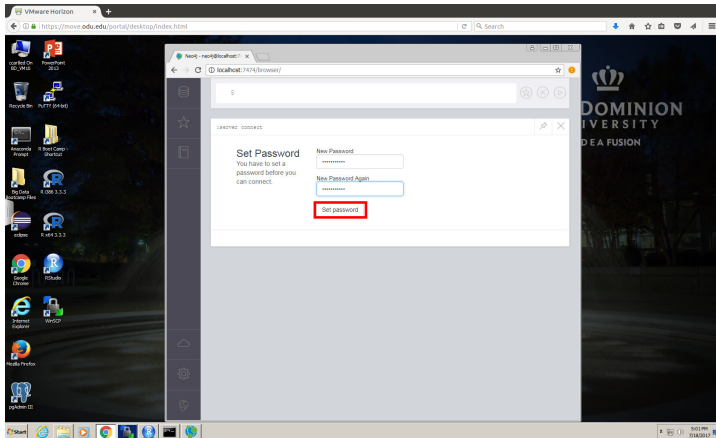 VMware Horizon
https://move.odu.edu/portal/desktop/index.html
Search
ccartled On
BD_VM10
PowerPoint
2013
Recycle Bin
PuTTY (64-bit)
Anaconda
Prompt
R Boot Camp -
Shortcut
Big Data
Bootcamp Files
R i386 3.3.3
eclipse
R x64 3.3.3
Google
Chrome
RStudio
Internet
Explorer
WinSCP
Mozilla Firefox
pgAdmin III
Neo4j - neo4j@localhost:7
localhost:7474/browser/
$
:server connect
Set Password
You have to set a
password before you
can connect.
New Password
•••••••••••
New Password Again
•••••••••••
Set password
DOMINION
IVERSITY
IDEA FUSION
Start
5:01 PM
7/18/2017